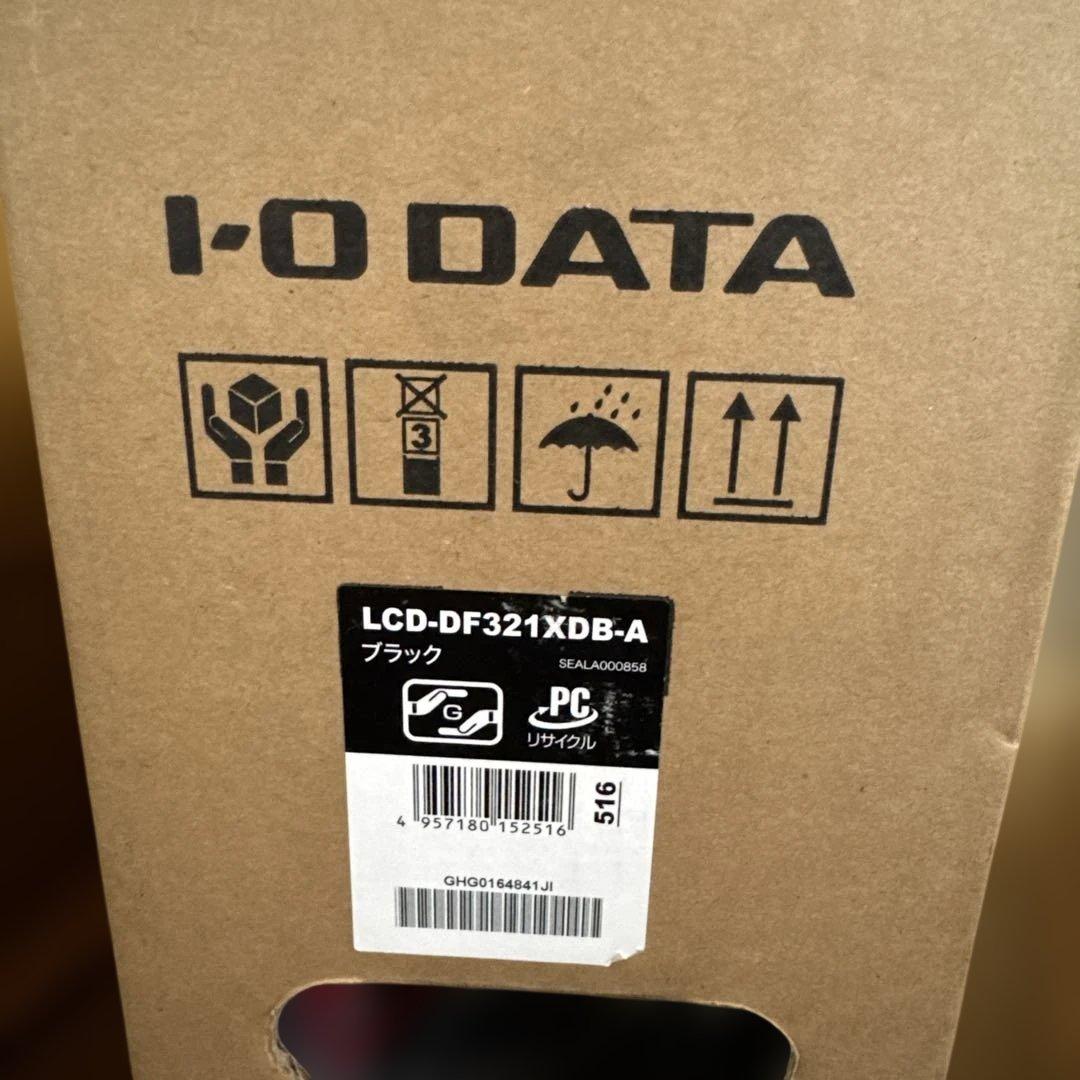 I-O DATA
3
LCD-DF321XDB-A
ブラック
SEALA000858
G
PC
リサイクル
4 957180 152516
516
GHG0164841JI